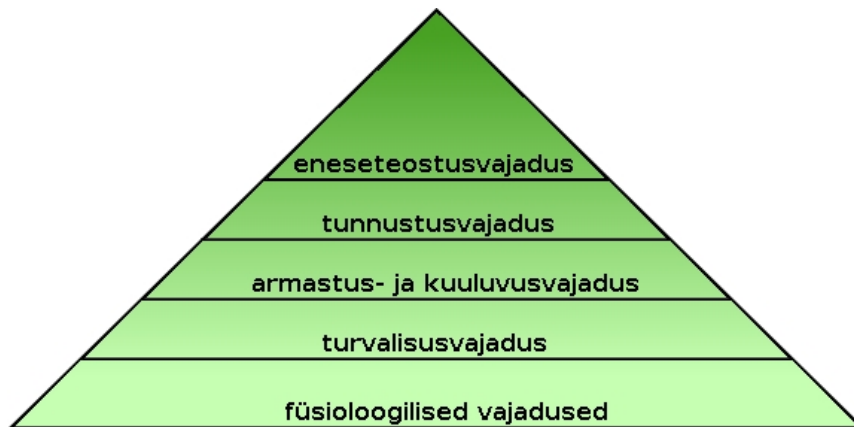 eneseteostusvajadus
tunnustusvajadus
armastus- ja kuuluvusvajadus
turvalisusvajadus
füsioloogilised vajadused